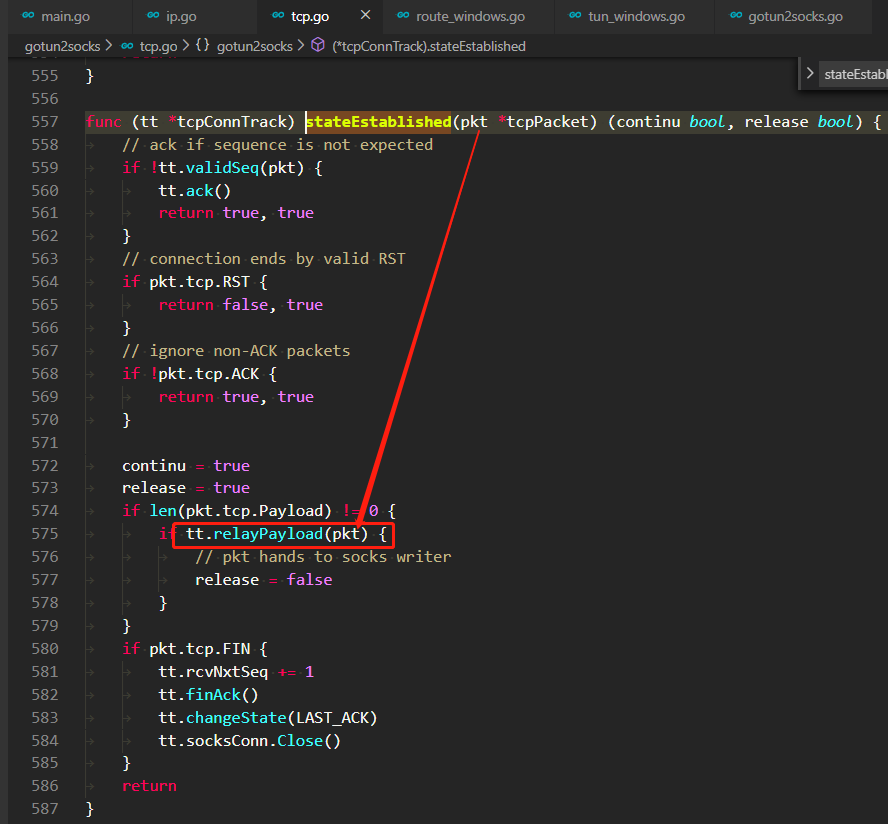 main.go ip.go tcp.go route_windows.go tun_windows.go gotun2socks.go
gotun2socks > tcp.go > {} gotun2socks > (*tcpConnTrack).stateEstablished
stateEstabl
555 }
556
557 func (tt *tcpConnTrack) stateEstablished(pkt *tcpPacket) (continu bool, release bool) {
558 // ack if sequence is not expected
559 if !tt.validSeq(pkt) {
560 tt.ack()
561 return true, true
562 }
563 // connection ends by valid RST
564 if pkt.tcp.RST {
565 return false, true
566 }
567 // ignore non-ACK packets
568 if !pkt.tcp.ACK {
569 return true, true
570 }
571
572 continu = true
573 release = true
574 if len(pkt.tcp.Payload) != 0 {
575 if tt.relayPayload(pkt) {
576 // pkt hands to socks writer
577 release = false
578 }
579 }
580 if pkt.tcp.FIN {
581 tt.rcvNxtSeq += 1
582 tt.finAck()
583 tt.changeState(LAST_ACK)
584 tt.socksConn.Close()
585 }
586 return
587 }